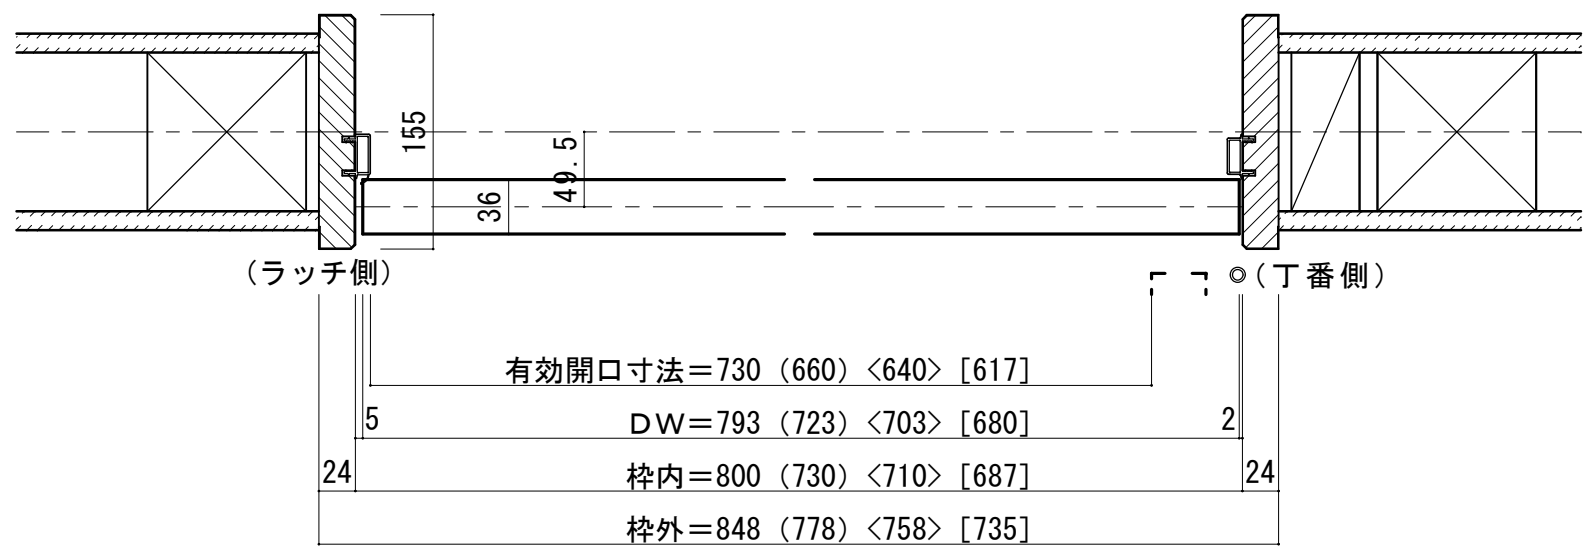 155
49.5
36
(ラッチ側)
◎(丁番側)
有効開口寸法=730 (660) <640> [617]
5
DW=793 (723) <703> [680]
2
24
枠内=800 (730) <710> [687]
24
枠外=848 (778) <758> [735]